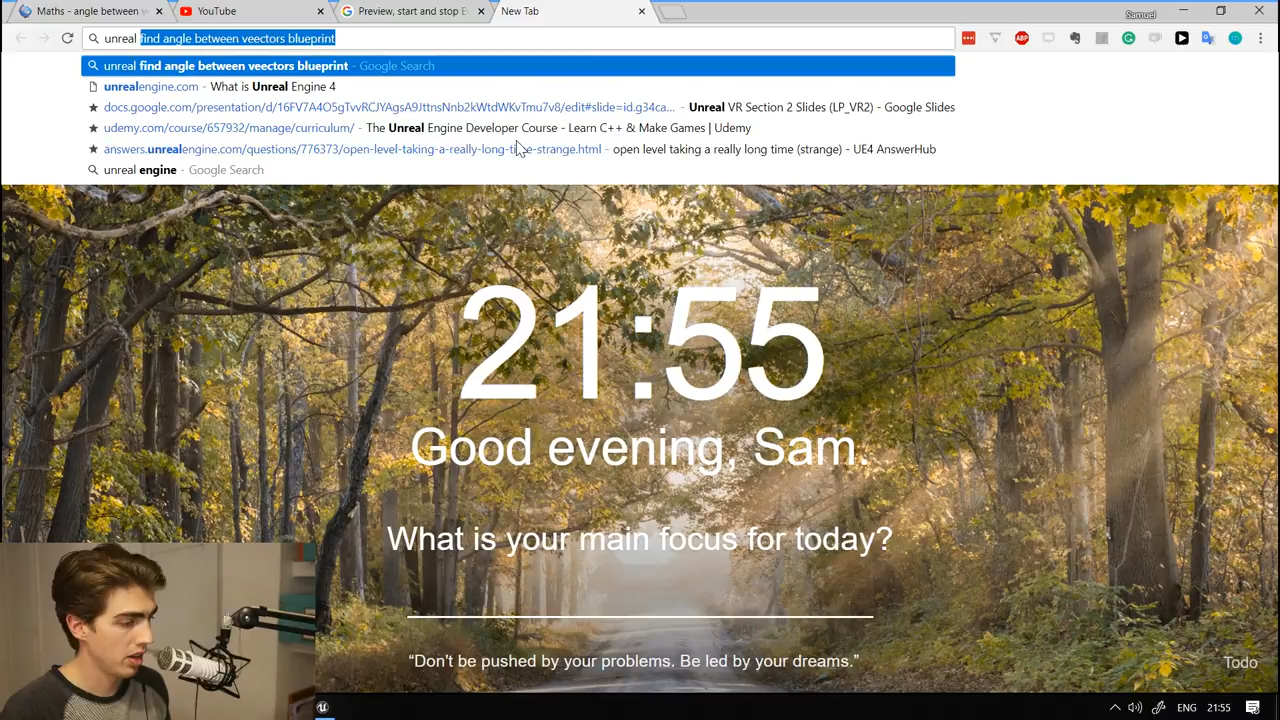 Maths - angle between v
YouTube
Preview, start and stop E
New Tab
Samuel
unreal find angle between veectors blueprint
ABP
unreal find angle between veectors blueprint - Google Search
unrealengine.com - What is Unreal Engine 4
docs.google.com/presentation/d/16FV7A4O5gTvvRCJYAgsA9JttnsNnb2kWtdWKvTmu7v8/edit#slide=id.g34ca... - Unreal VR Section 2 Slides (LP_VR2) - Google Slides
udemy.com/course/657932/manage/curriculum/ - The Unreal Engine Developer Course - Learn C++ & Make Games | Udemy
answers.unrealengine.com/questions/776373/open-level-taking-a-really-long-time-strange.html - open level taking a really long time (strange) - UE4 AnswerHub
unreal engine - Google Search
21:55
Good evening, Sam.
What is your main focus for today?
“Don't be pushed by your problems. Be led by your dreams."
Todo
ENG
21:55